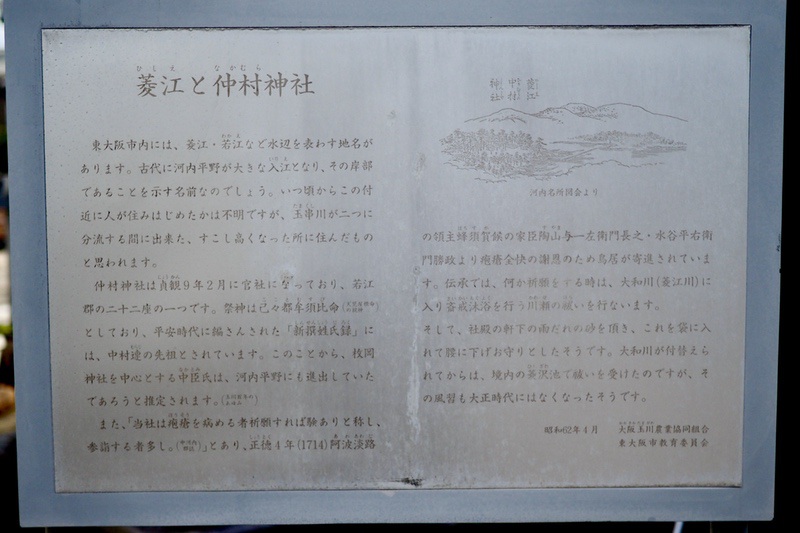 菱江と仲村神社
東大阪市内には、菱江・若江など水辺を表わす地名が
あります。古代に河内平野が大きな入江となり、その岸部
であることを示す名前なのでしょう。いつ頃からこの付
近に人が住みはじめたかは不明ですが、玉串川が二つに
分流する間に出来た、すこし高くなった所に住んだもの
と思われます。
仲村神社は貞観9年2月に官社になっており、若江
郡の二十二座の一つです。祭神は己々都牟須比命
としており、平安時代に編さんされた「新撰姓氏録」に
は、中村連の先祖とされています。このことから、枚岡
神社を中心とする中臣氏は、河内平野にも進出していた
であろうと推定されます。
また、「当社は疱瘡を病める者祈願すれば験ありと称し、
参詣する者多し。」とあり、正徳4年(1714)阿波淡路
菱江
中村
神社
河内名所図会より
の領主蜂須賀候の家臣陶山与一左衛門長之・水谷平右衛
門勝政より疱瘡全快の謝恩のため鳥居が寄進されていま
す。伝承では、何か祈願をする時は、大和川(菱江川)に
入り斎戒沐浴を行う川瀬の祓いを行ないます。
そして、社殿の軒下の雨だれの砂を頂き、これを袋に入
れて腰に下げお守りとしたそうです。大和川が付替えら
れてからは、境内の菱沢池で祓いを受けたのですが、そ
の風習も大正時代にはなくなったそうです。
昭和62年4月 大阪玉川農業協同組合
東大阪市教育委員会